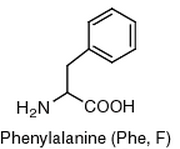 H₂N COOH
Phenylalanine (Phe, F)